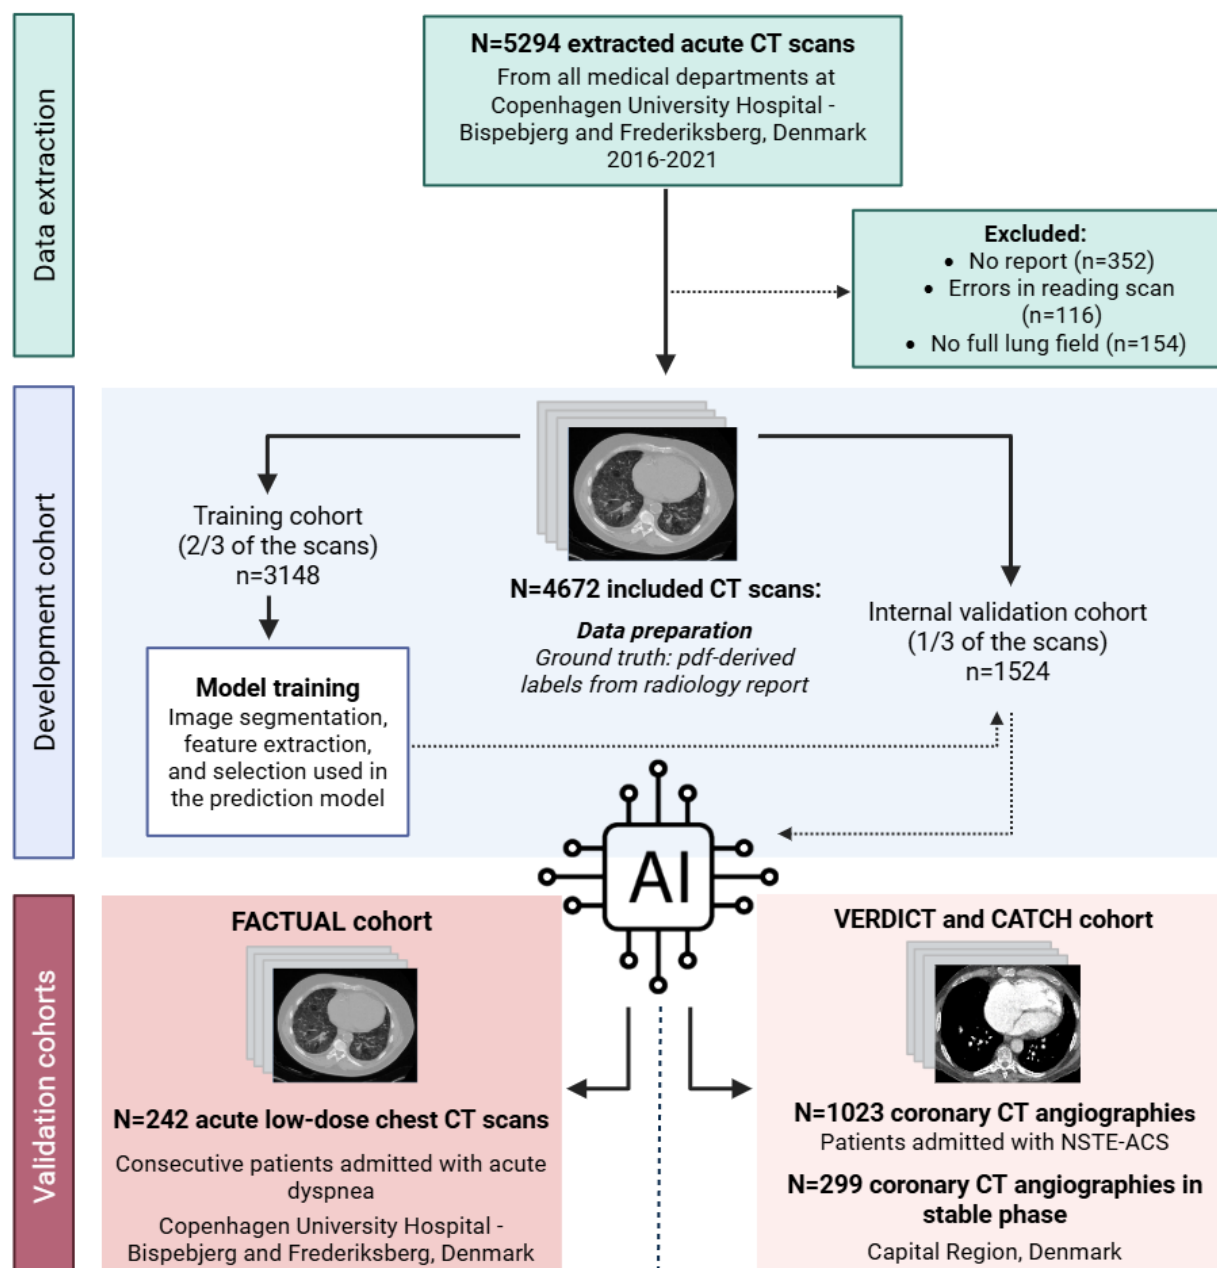 Data extraction
N=5294 extracted acute CT scans
From all medical departments at
Copenhagen University Hospital -
Bispebjerg and Frederiksberg, Denmark
2016-2021
Excluded:
• No report (n=352)
• Errors in reading scan
(n=116)
• No full lung field (n=154)
Development cohort
Training cohort
(2/3 of the scans)
n=3148
Model training
Image segmentation,
feature extraction,
and selection used in
the prediction model
N=4672 included CT scans:
Data preparation
Ground truth: pdf-derived
labels from radiology report
Internal validation cohort
(1/3 of the scans)
n=1524
AI
Validation cohorts
FACTUAL cohort
N=242 acute low-dose chest CT scans
Consecutive patients admitted with acute
dyspnea
Copenhagen University Hospital -
Bispebjerg and Frederiksberg, Denmark
VERDICT and CATCH cohort
N=1023 coronary CT angiographies
Patients admitted with NSTE-ACS
N=299 coronary CT angiographies in
stable phase
Capital Region, Denmark